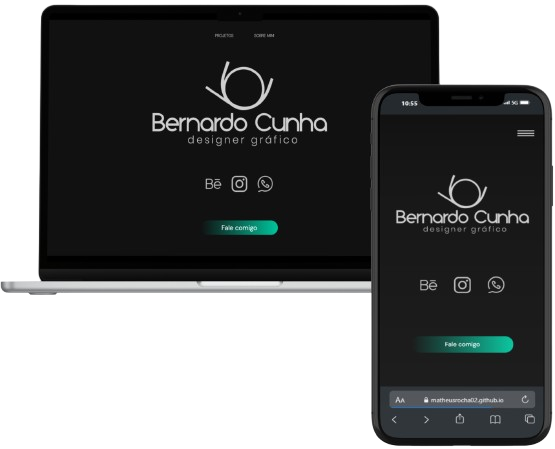 PROJETOS SOBRE MIM
Bernardo Cunha
designer gráfico
Bē
Fale comigo
10:55 5G
Bernardo Cunha
designer gráfico
Bē
Fale comigo
AA matheusrocha02.github.io